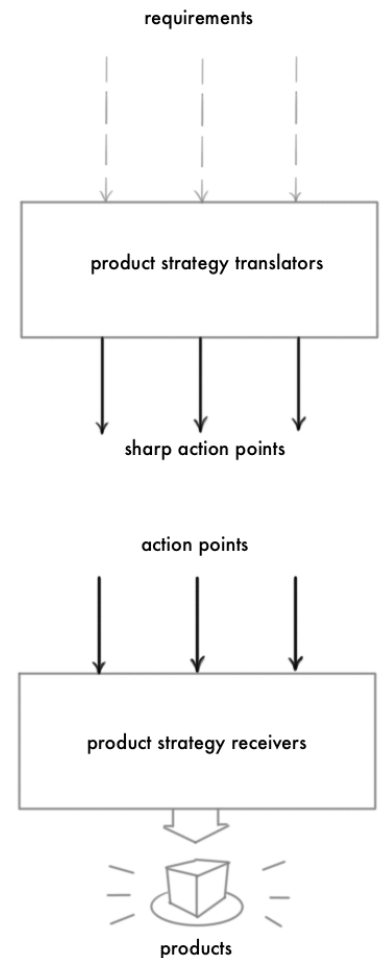 requirements
product strategy translators
sharp action points
action points
product strategy receivers
products